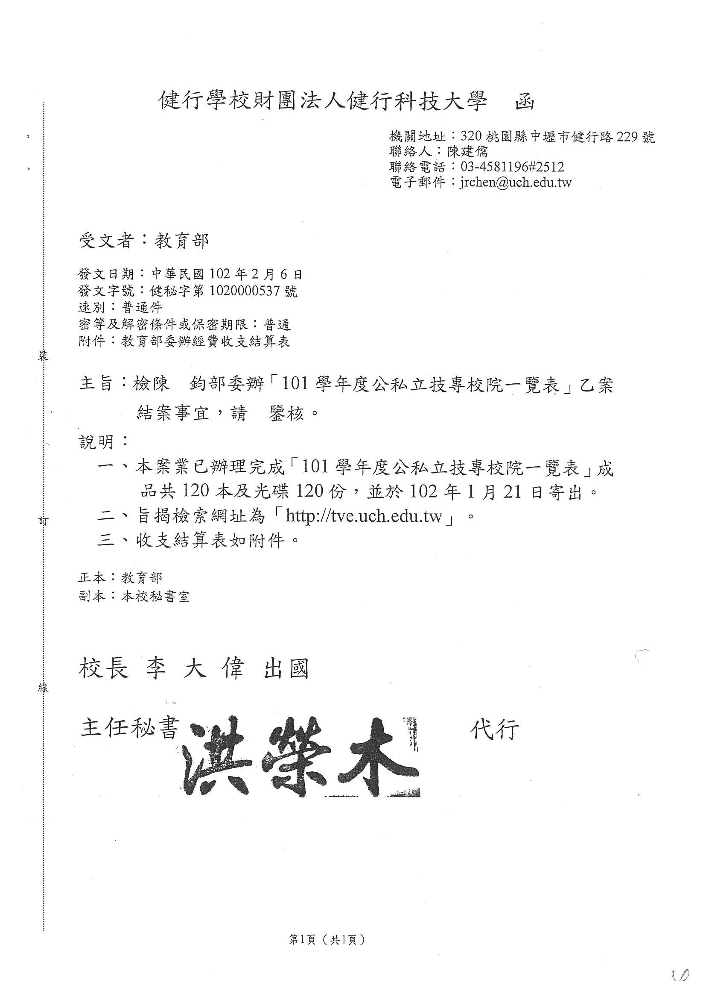 健行學校財團法人健行科技大學　函
機關地址：320 桃園縣中壢市健行路 229 號
聯絡人：陳建儒
聯絡電話：03-4581196#2512
電子郵件：jrchen@uch.edu.tw
受文者：教育部
發文日期：中華民國 102 年 2 月 6 日
發文字號：健秘字第 1020000537 號
速別：普通件
密等及解密條件或保密期限：普通
附件：教育部委辦經費收支結算表
裝
主旨：檢陳　鈞部委辦「101 學年度公私立技專校院一覽表」乙案
結案事宜，請　鑒核。
說明：
一、本案業已辦理完成「101 學年度公私立技專校院一覽表」成
品共 120 本及光碟 120 份，並於 102 年 1 月 21 日寄出。
訂
二、旨揭檢索網址為「http://tve.uch.edu.tw」。
三、收支結算表如附件。
正本：教育部
副本：本校秘書室
校長 李 大 偉 出國
線
主任秘書 洪榮木 代行
第1頁（共1頁）